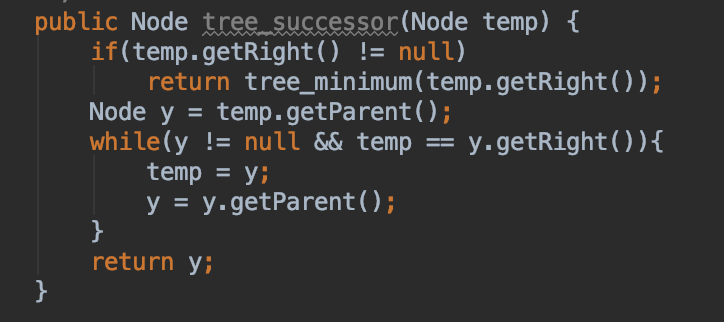 public Node tree_successor(Node temp) {
    if(temp.getRight() != null)
        return tree_minimum(temp.getRight());
    Node y = temp.getParent();
    while(y != null && temp == y.getRight()){
        temp = y;
        y = y.getParent();
    }
    return y;
}